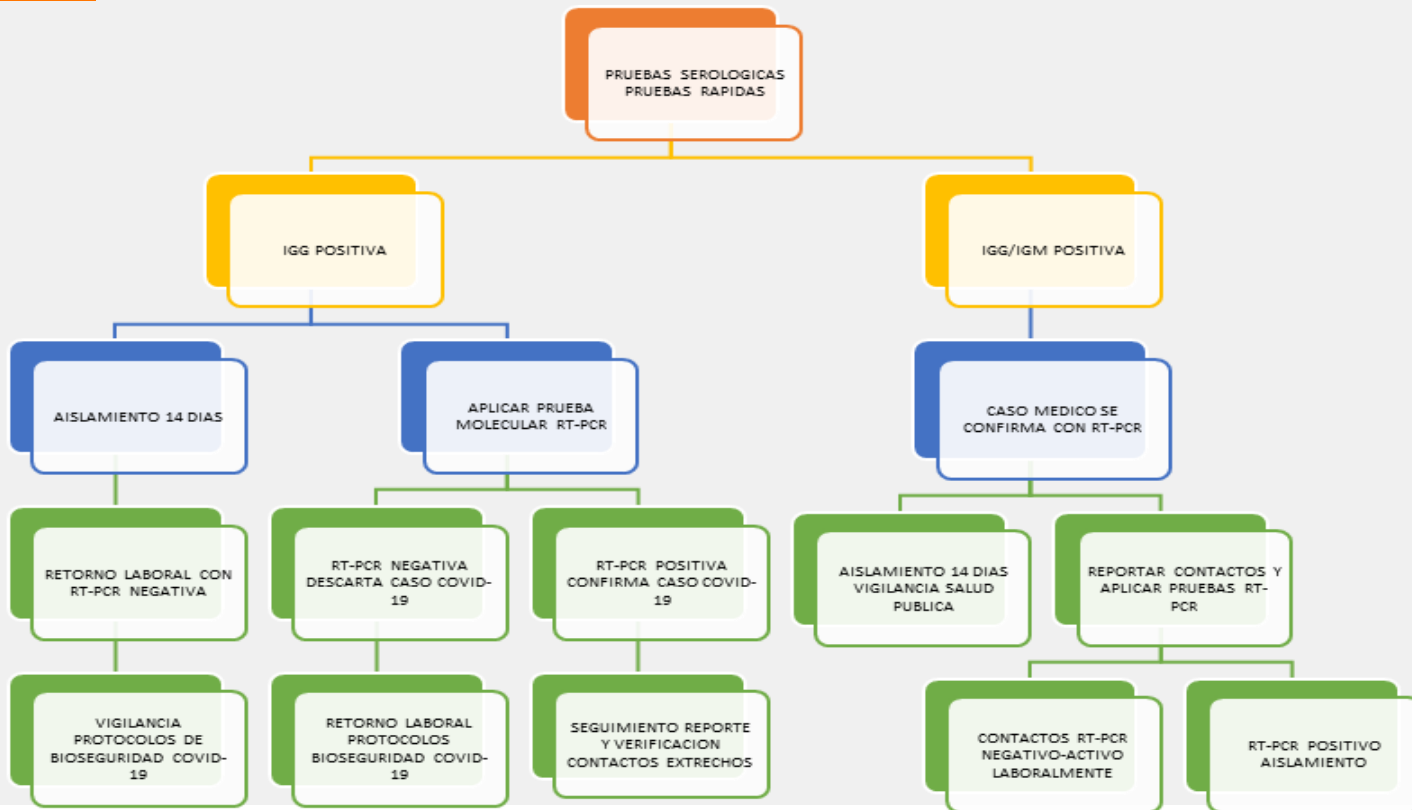 PRUEBAS SEROLOGICAS
PRUEBAS RAPIDAS
IGG POSITIVA
IGG/IGM POSITIVA
AISLAMIENTO 14 DIAS
APLICAR PRUEBA
MOLECULAR RT-PCR
CASO MEDICO SE
CONFIRMA CON RT-PCR
RETORNO LABORAL CON
RT-PCR NEGATIVA
RT-PCR NEGATIVA
DESCARTA CASO COVID-
19
RT-PCR POSITIVA
CONFIRMA CASO COVID-
19
AISLAMIENTO 14 DIAS
VIGILANCIA SALUD
PUBLICA
REPORTAR CONTACTOS Y
APLICAR PRUEBAS RT-
PCR
VIGILANCIA
PROTOCOLOS DE
BIOSEGURIDAD COVID-
19
RETORNO LABORAL
PROTOCOLOS
BIOSEGURIDAD COVID-
19
SEGUIMIENTO REPORTE
Y VERIFICACION
CONTACTOS EXTRECHOS
CONTACTOS RT-PCR
NEGATIVO-ACTIVO
LABORALMENTE
RT-PCR POSITIVO
AISLAMIENTO